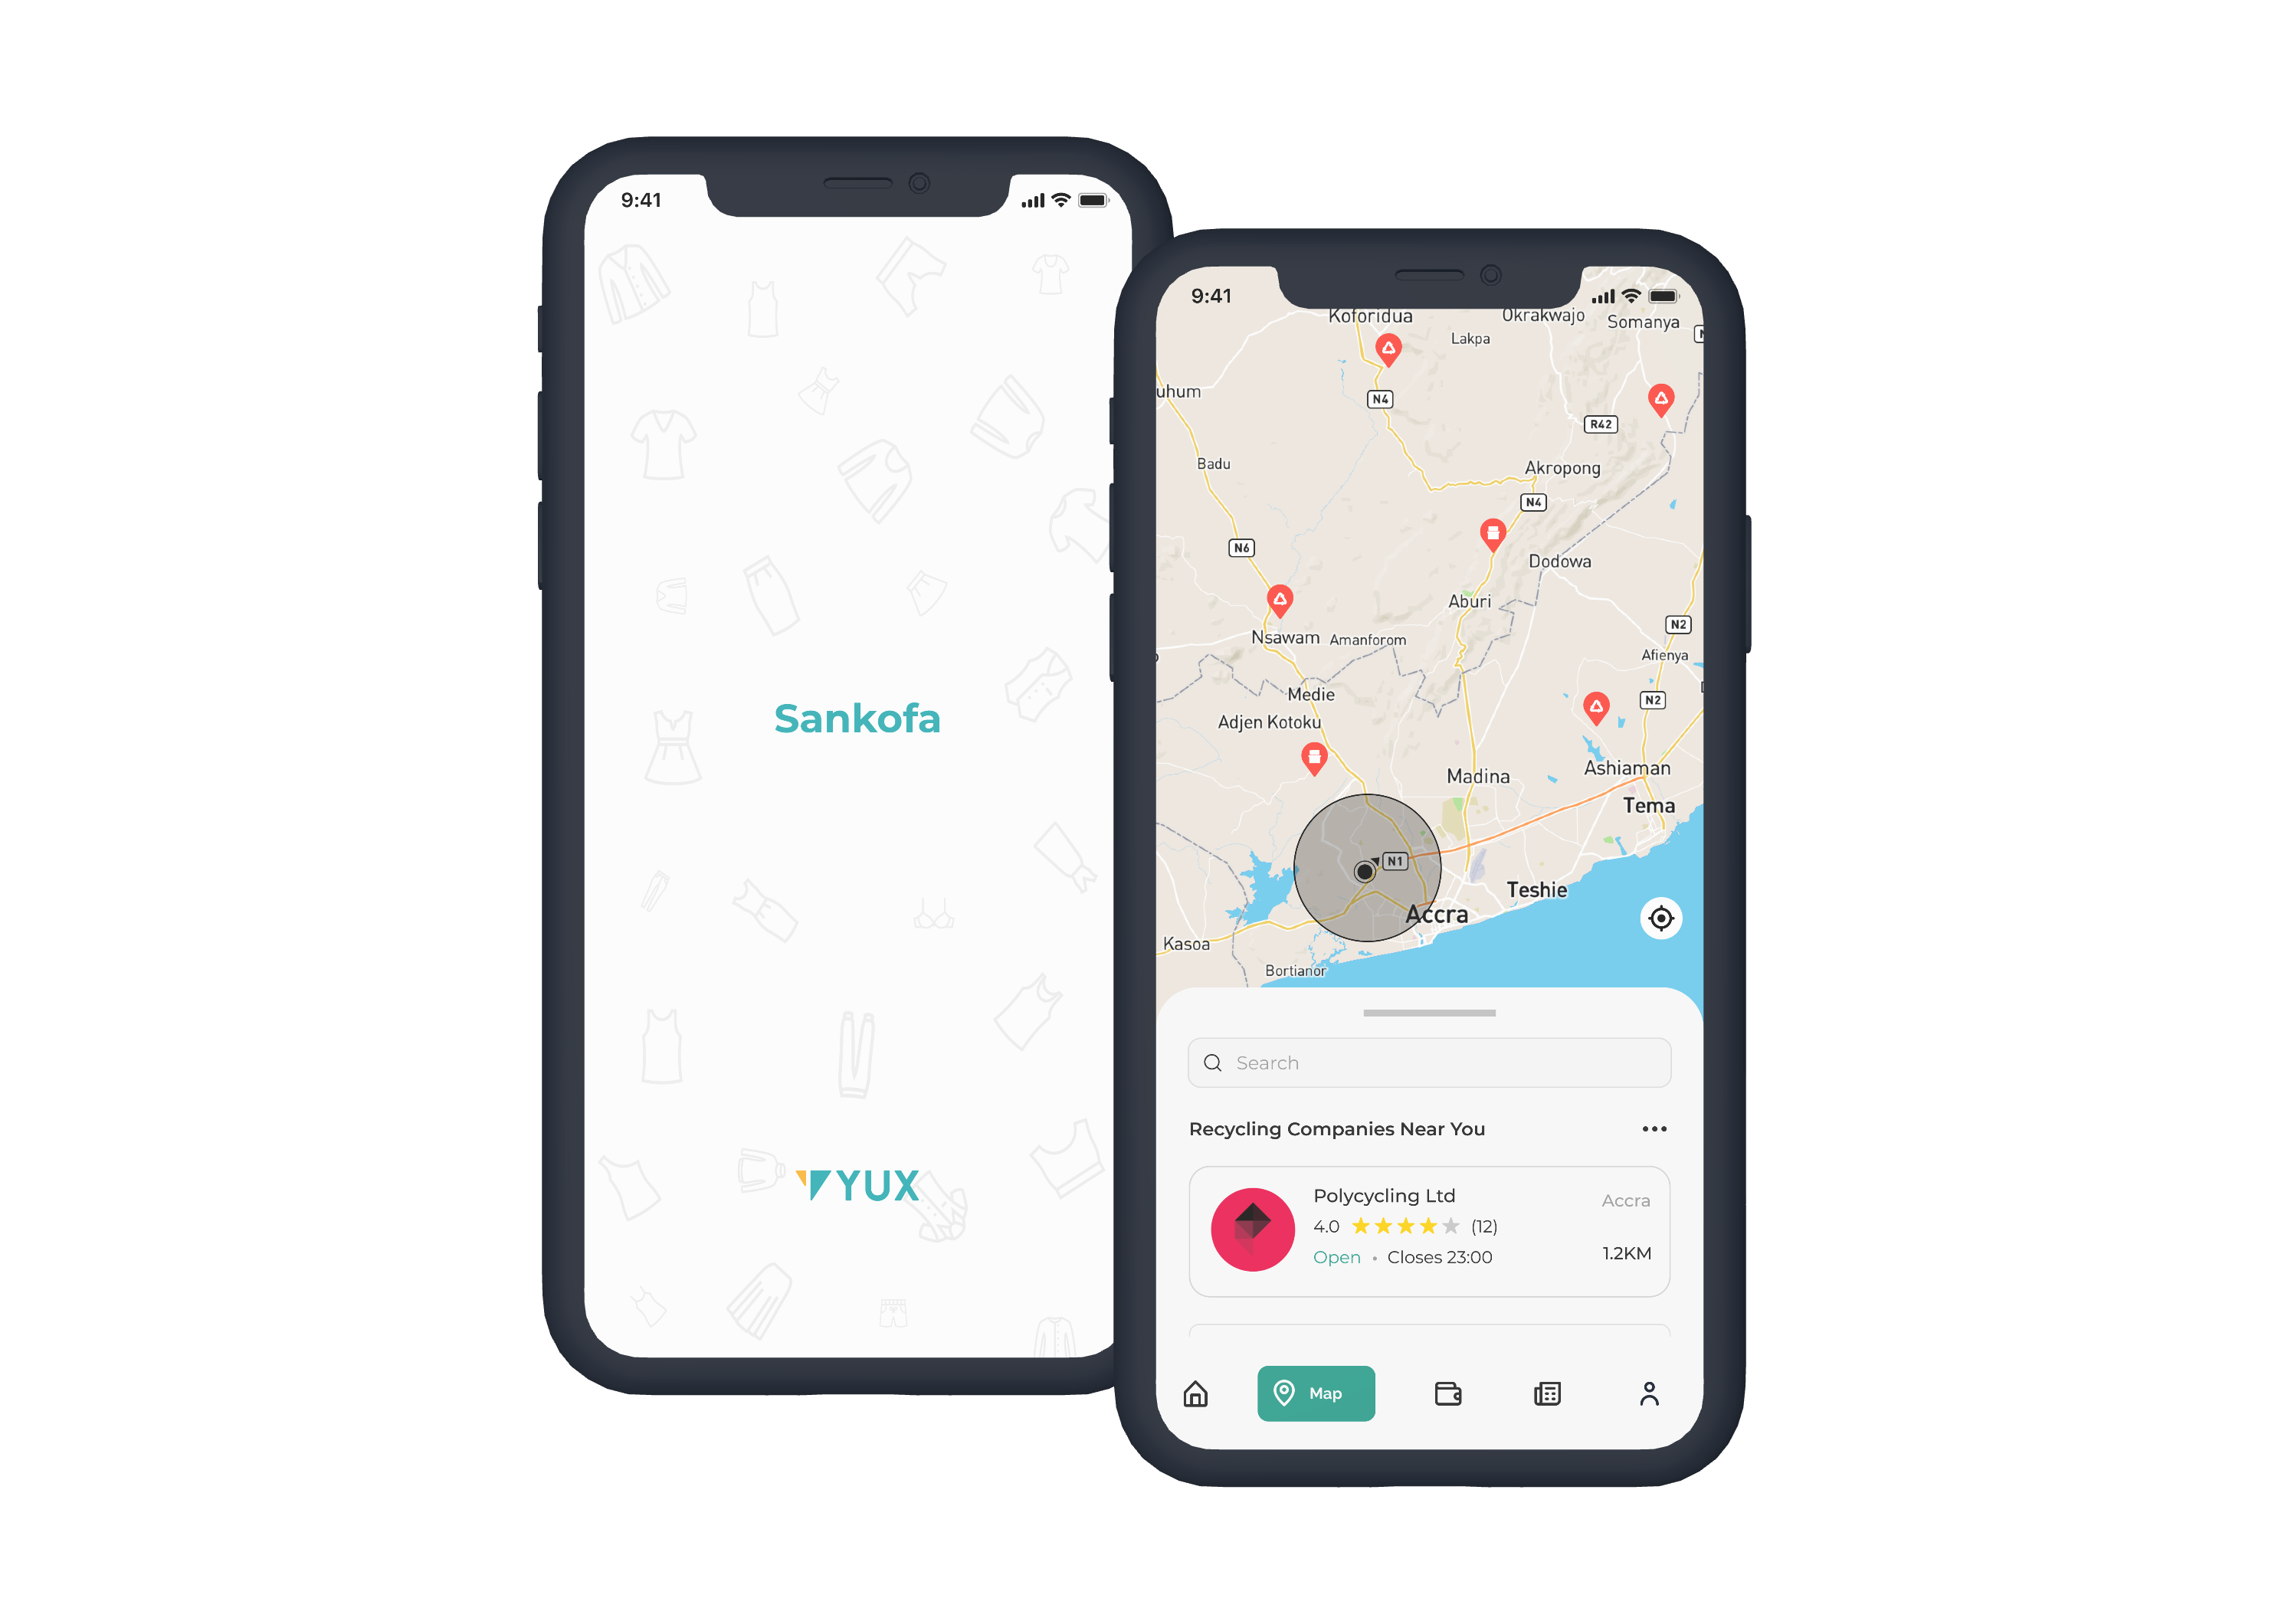 9:41
Sankofa
YUX
9:41
Koforidua
Okrakwajo
Somanya
Lakpa
uhum
N4
R42
Badu
Akropong
N4
N6
Dodowa
Aburi
N2
Nsawam
Amanforom
Afienya
Medie
N2
Adjen Kotoku
Madina
Ashiaman
Tema
N1
Teshie
Accra
Kasoa
Bortianor
Search
Recycling Companies Near You
Polycycling Ltd
Accra
4.0
(12)
Open • Closes 23:00
1.2KM
Map